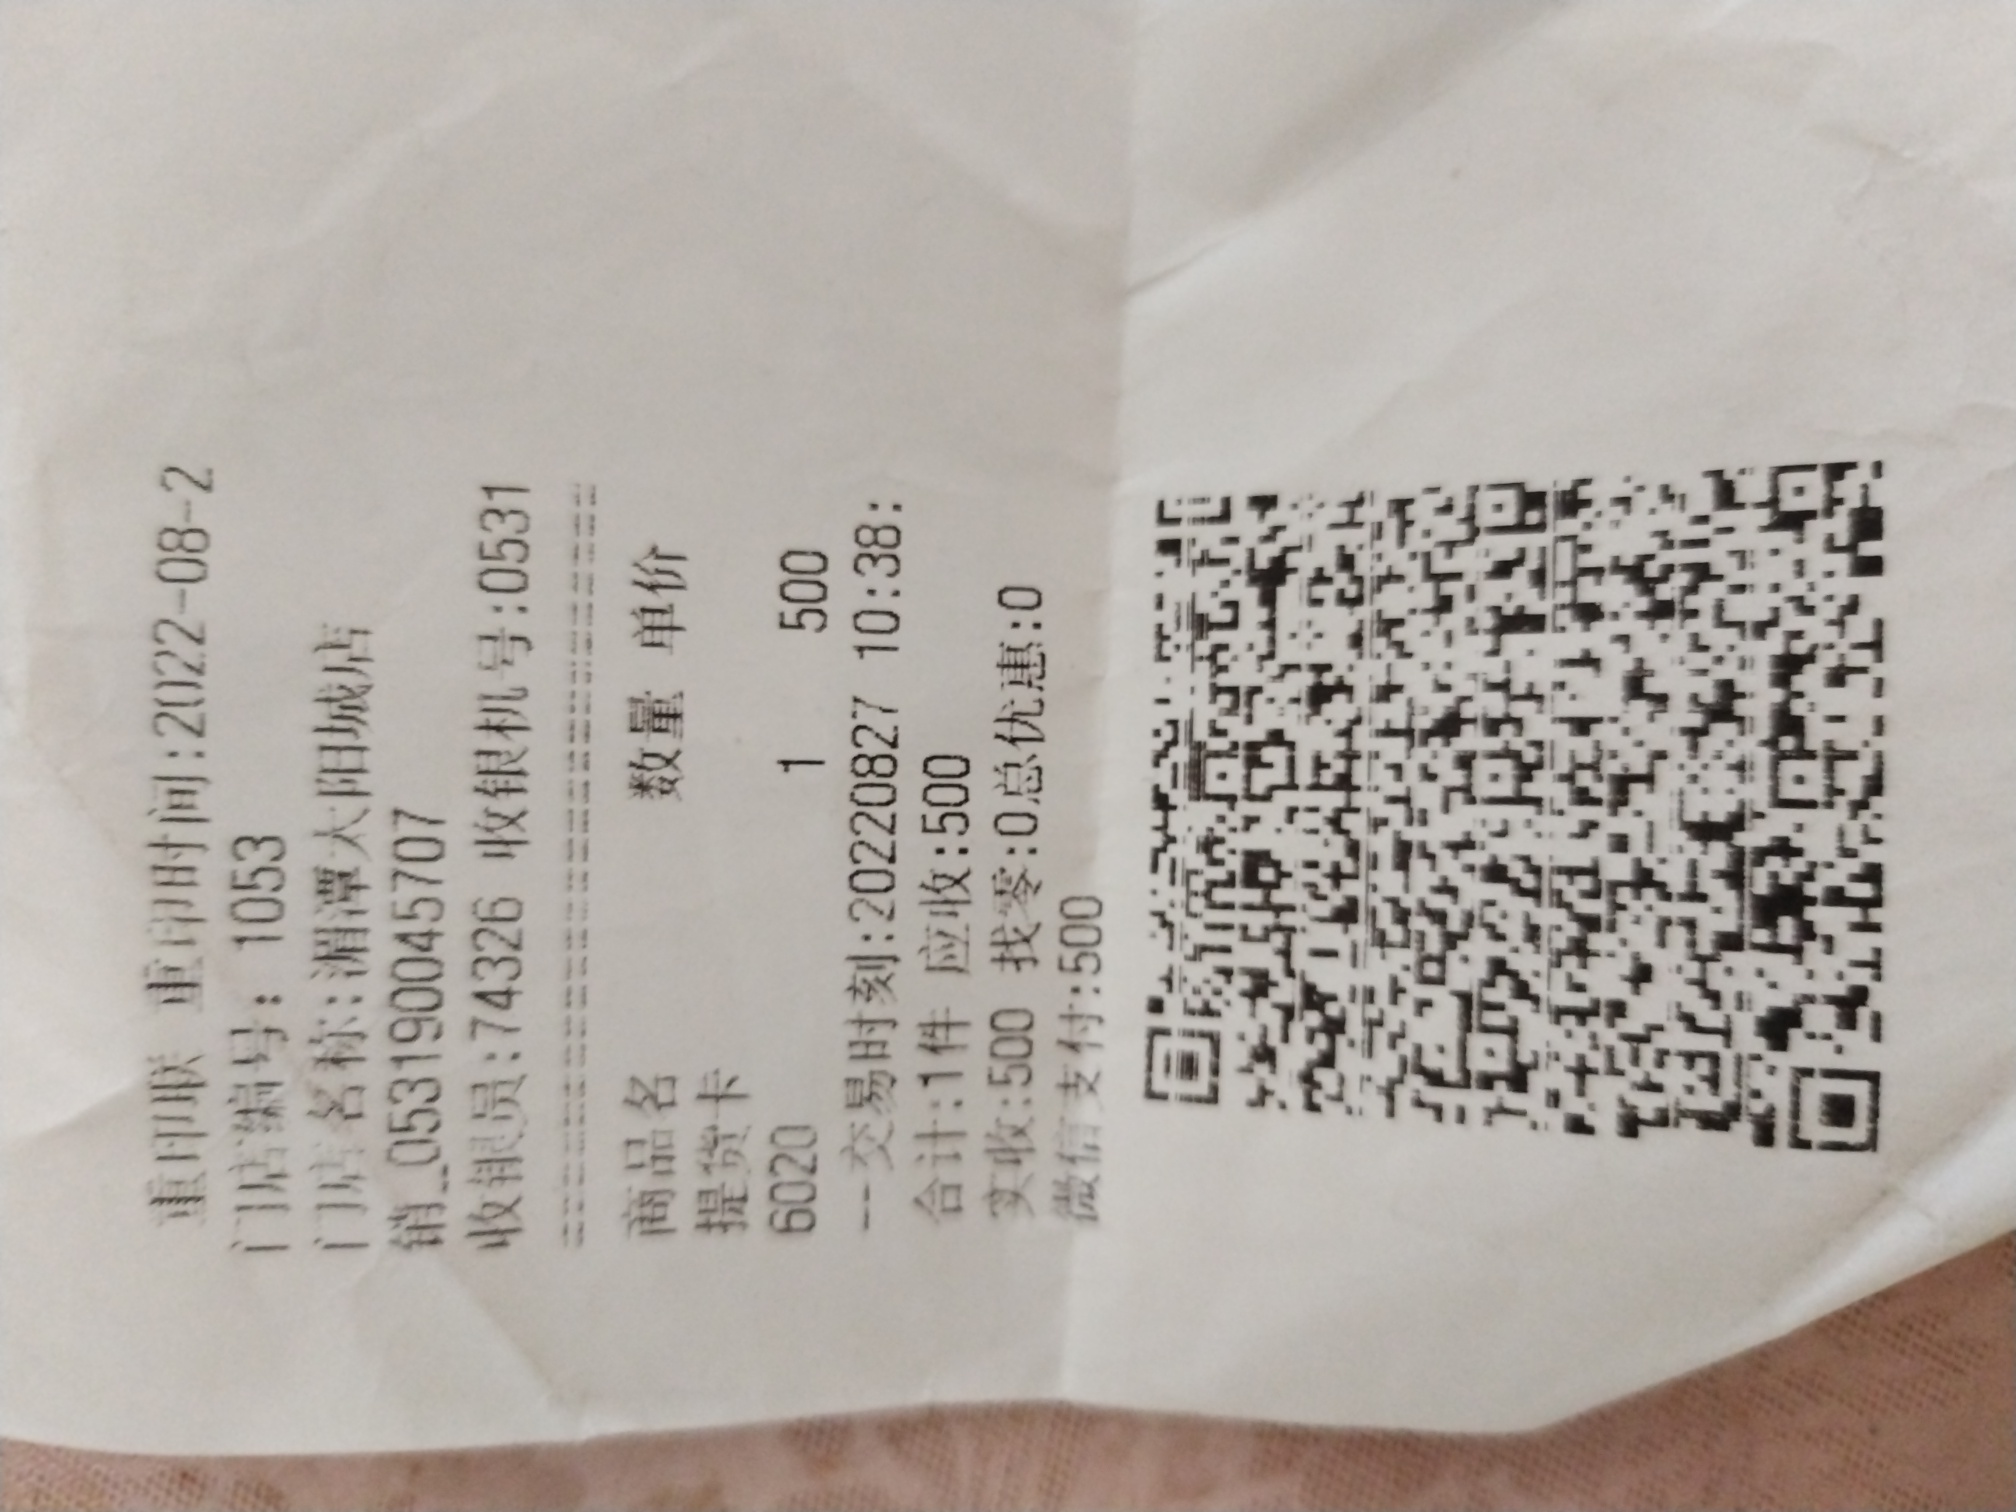 重印联 重印时间:2022-08-2
门店编号: 1053
门店名称:湄潭太阳城店
销_053190045707
收银员:74326 收银机号:0531
商品名 数量 单价
提货卡
6020 1 500
--交易时刻:20220827 10:38:
合计:1件 应收:500
实收:500 找零:0总优惠:0
微信支付:500